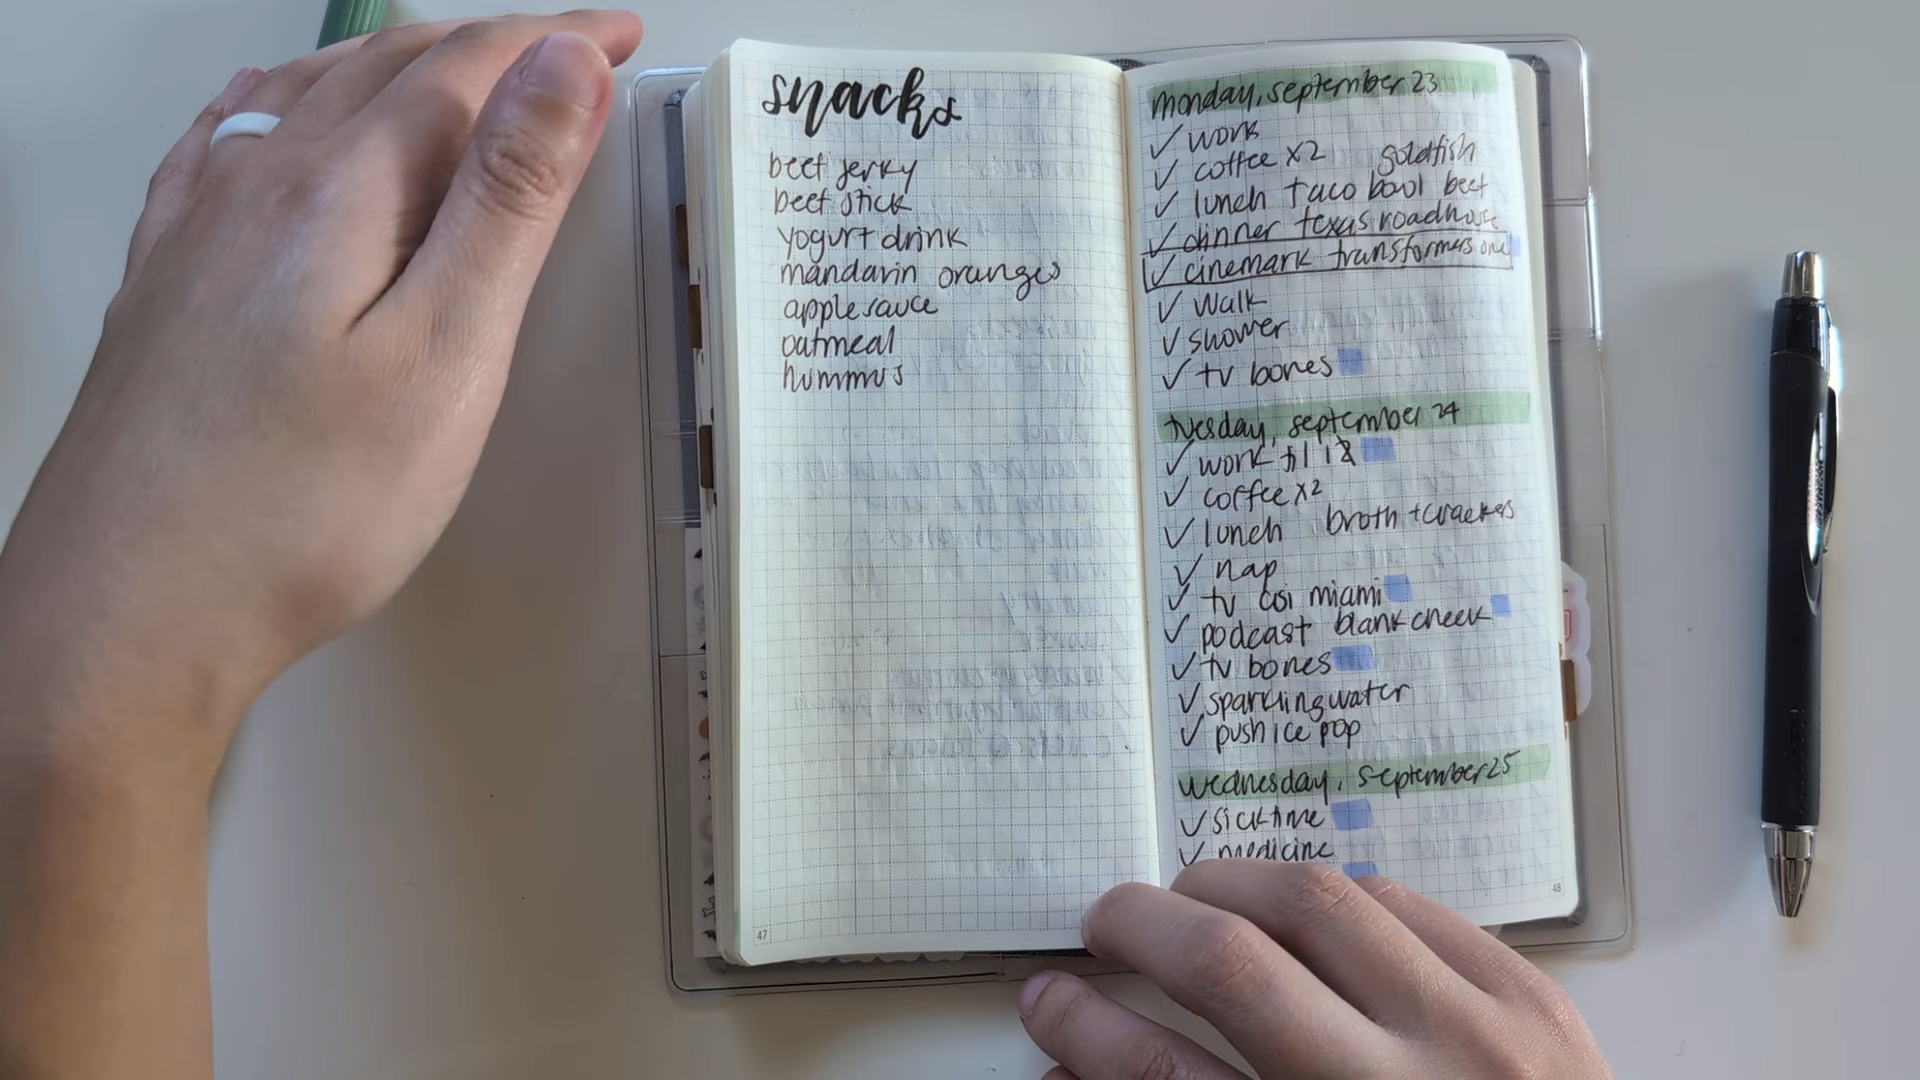 snacks
beef jerky
beef stick
yogurt drink
mandarin oranges
applesauce
oatmeal
hummus
47
monday, september 23
✓ work
✓ coffee x2 goldfish
✓ lunch taco bowl beef
✓ dinner texas roadhouse
✓ cinemark transformers one
✓ walk
✓ shower
✓ tv bones
tuesday, september 24
✓ work til 12
✓ coffee x2
✓ lunch broth + crackers
✓ nap
✓ tv csi miami
✓ podcast blank check
✓ tv bones
✓ sparkling water
✓ push ice pop
wednesday, september 25
✓ sick time
✓ medicine
48